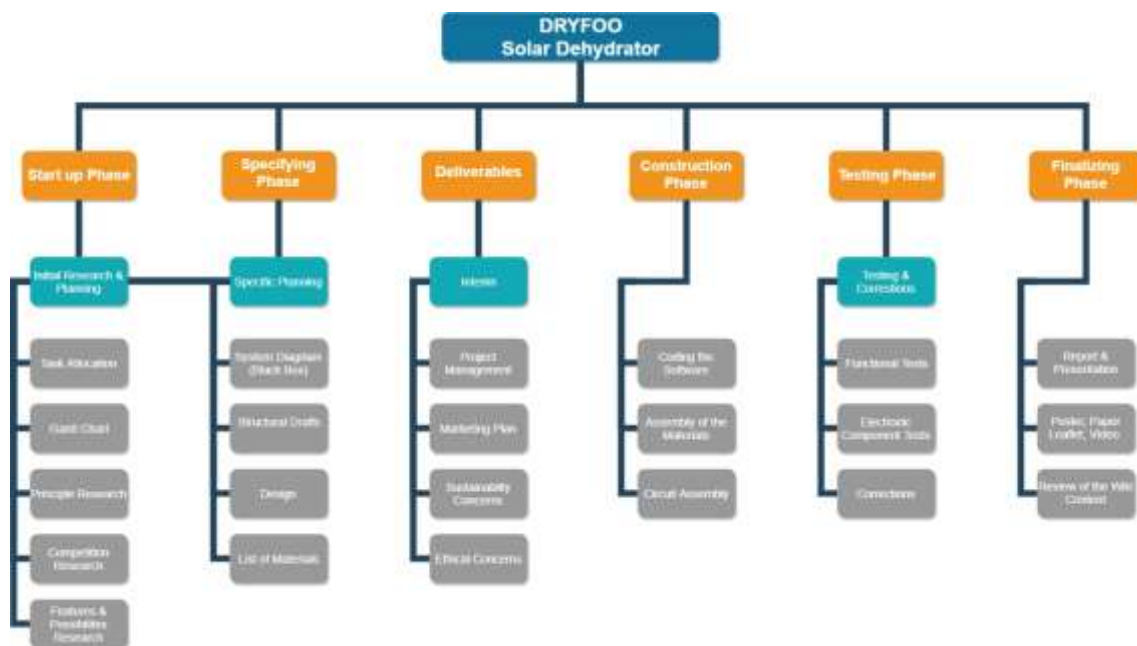 DRYFOO
Solar Dehydrator
Start up Phase
Specifying
Phase
Deliverables
Construction
Phase
Testing Phase
Finalizing
Phase
Initial Research &
Planning
Specific Planning
Interim
Testing &
Corrections
Task Allocation
System Diagram
(Black Box)
Project
Management
Coding the
Software
Functional Tests
Report &
Presentation
Gantt Chart
Structural Drafts
Marketing Plan
Assembly of the
Materials
Electronic
Component Tests
Poster, Paper
Leaflet, Video
Principle Research
Design
Sustainability
Concerns
Circuit Assembly
Corrections
Review of the Wiki
Content
Competition
Research
List of Materials
Ethical Concerns
Features &
Possibilities
Research